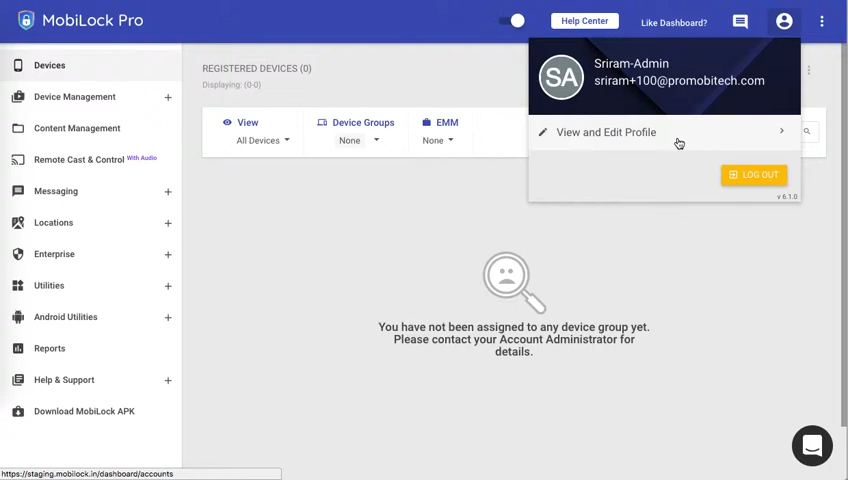 MobiLock Pro
Help Center
Like Dashboard?
Sriram-Admin
sriram+100@promobitech.com
View and Edit Profile
LOG OUT
v 6.1.0
SA
Devices
Device Management
Content Management
Remote Cast & Control With Audio
Messaging
Locations
Enterprise
Utilities
Android Utilities
Reports
Help & Support
Download MobiLock APK
REGISTERED DEVICES (0)
Displaying: (0-0)
View
Device Groups
EMM
All Devices
None
None
You have not been assigned to any device group yet.
Please contact your Account Administrator for
details.
https://staging.mobilock.in/dashboard/accounts